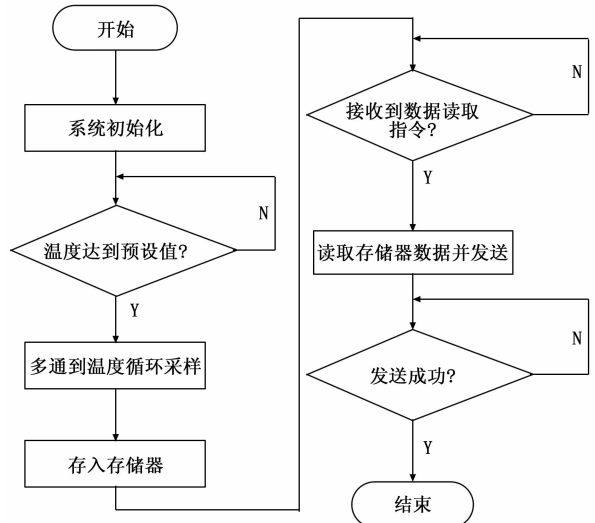 开始
系统初始化
N
温度达到预设值?
Y
多通到温度循环采样
存入存储器
N
接收到数据读取
指令?
Y
读取存储器数据并发送
N
发送成功?
Y
结束